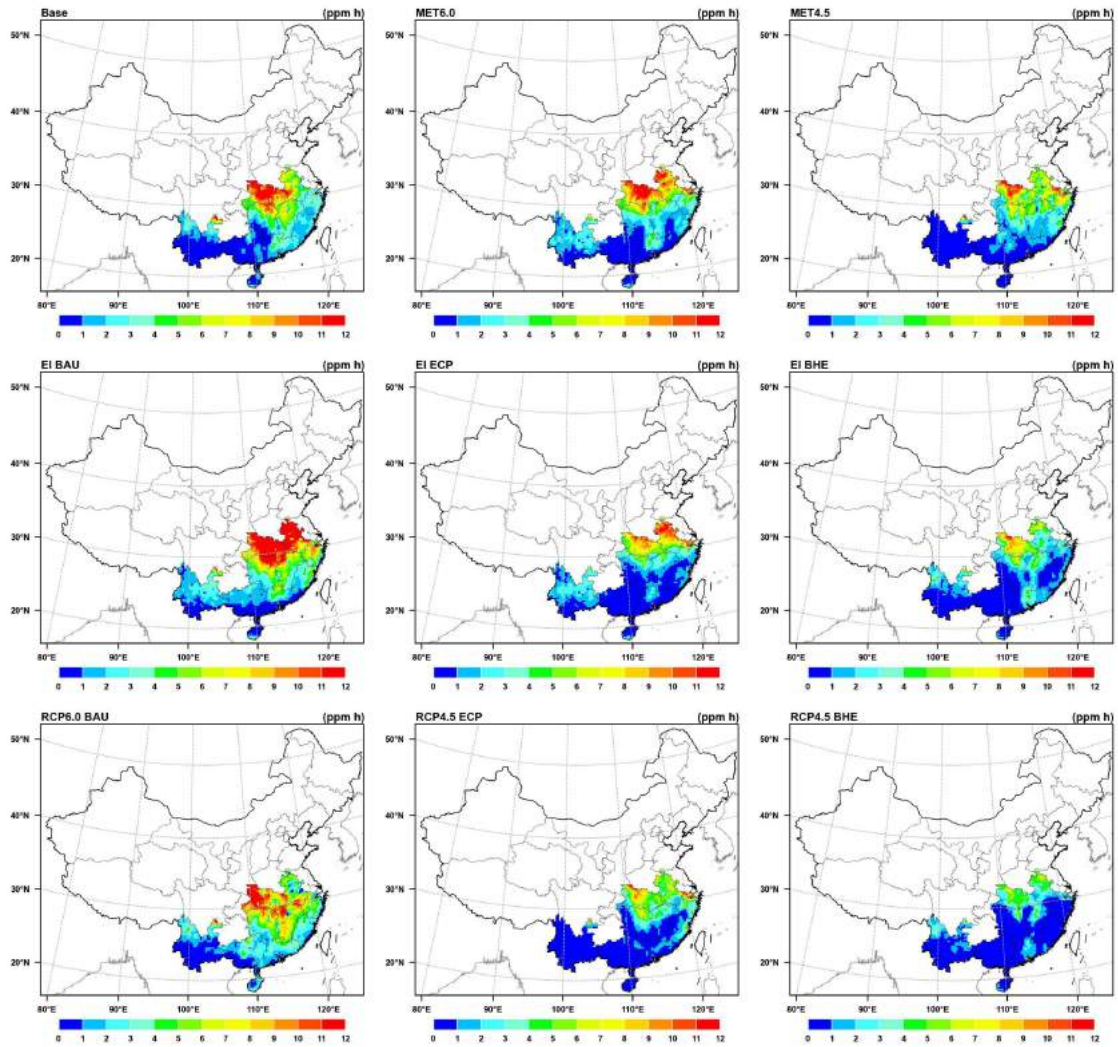 Base (ppm h) MET6.0 (ppm h) MET4.5 (ppm h)
50°N 50°N 50°N
40°N 40°N 40°N
30°N 30°N 30°N
20°N 20°N 20°N
80°E 100°E 110°E 120°E 80°E 100°E 110°E 120°E 80°E 100°E 110°E 120°E
0 1 2 3 4 5 6 7 8 9 10 11 12 0 1 2 3 4 5 6 7 8 9 10 11 12 0 1 2 3 4 5 6 7 8 9 10 11 12
EI BAU (ppm h) EI ECP (ppm h) EI BHE (ppm h)
50°N 50°N 50°N
40°N 40°N 40°N
30°N 30°N 30°N
20°N 20°N 20°N
80°E 100°E 110°E 120°E 80°E 100°E 110°E 120°E 80°E 100°E 110°E 120°E
0 1 2 3 4 5 6 7 8 9 10 11 12 0 1 2 3 4 5 6 7 8 9 10 11 12 0 1 2 3 4 5 6 7 8 9 10 11 12
RCP6.0 BAU (ppm h) RCP4.5 ECP (ppm h) RCP4.5 BHE (ppm h)
50°N 50°N 50°N
40°N 40°N 40°N
30°N 30°N 30°N
20°N 20°N 20°N
80°E 100°E 110°E 120°E 80°E 100°E 110°E 120°E 80°E 100°E 110°E 120°E
0 1 2 3 4 5 6 7 8 9 10 11 12 0 1 2 3 4 5 6 7 8 9 10 11 12 0 1 2 3 4 5 6 7 8 9 10 11 12